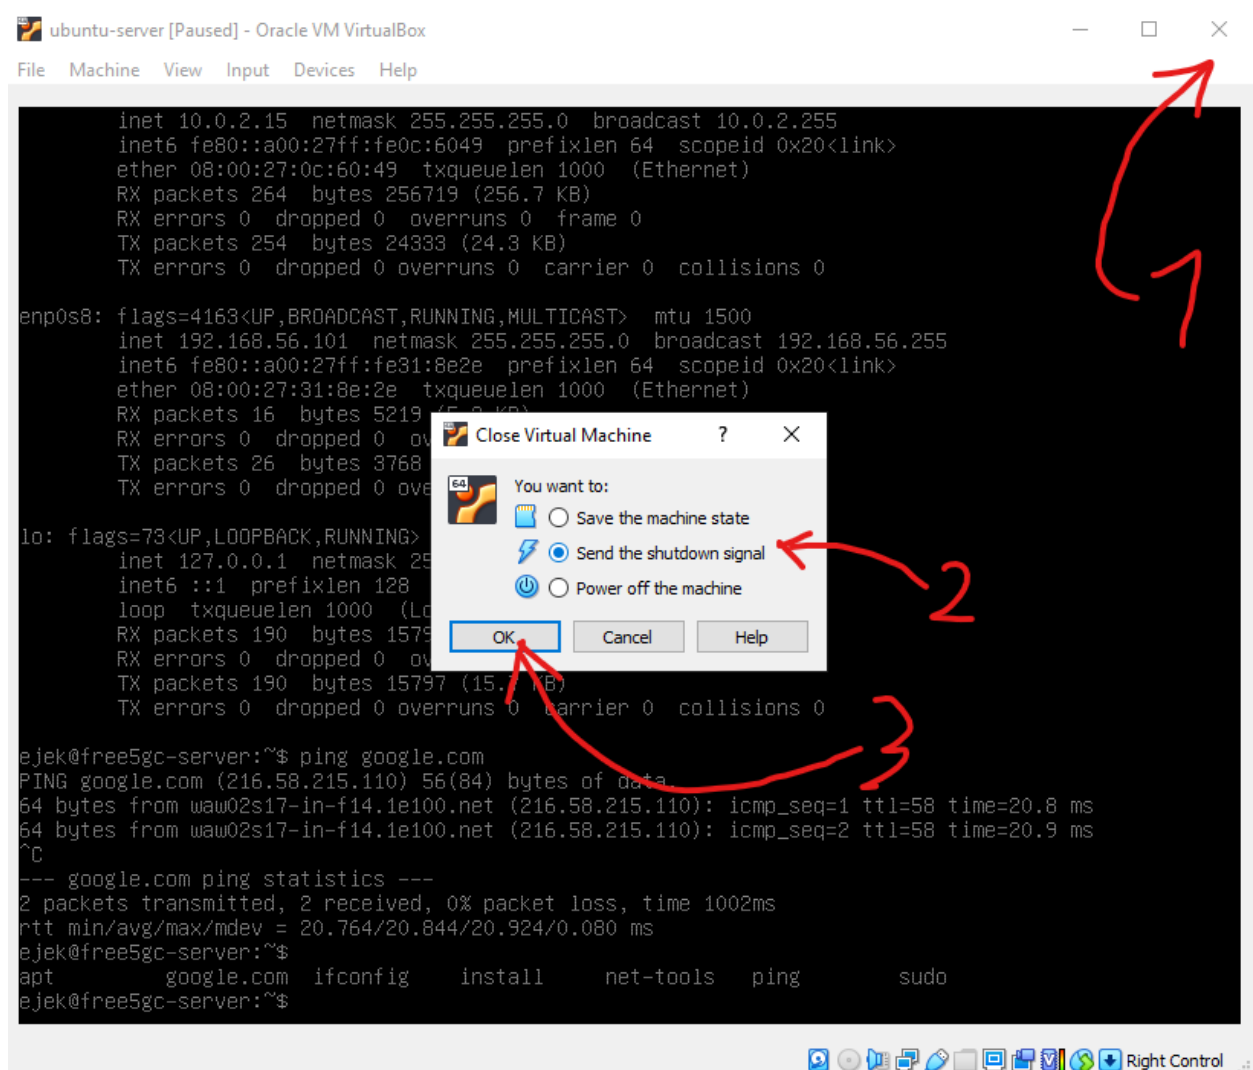 ubuntu-server [Paused] - Oracle VM VirtualBox
File Machine View Input Devices Help
inet 10.0.2.15 netmask 255.255.255.0 broadcast 10.0.2.255
inet6 fe80::a00:27ff:fe0c:6049 prefixlen 64 scopeid 0x20<link>
ether 08:00:27:0c:60:49 txqueuelen 1000 (Ethernet)
RX packets 264 bytes 256719 (256.7 KB)
RX errors 0 dropped 0 overruns 0 frame 0
TX packets 254 bytes 24333 (24.3 KB)
TX errors 0 dropped 0 overruns 0 carrier 0 collisions 0
1
enp0s8: flags=4163<UP,BROADCAST,RUNNING,MULTICAST> mtu 1500
inet 192.168.56.101 netmask 255.255.255.0 broadcast 192.168.56.255
inet6 fe80::a00:27ff:fe31:8e2e prefixlen 64 scopeid 0x20<link>
ether 08:00:27:31:8e:2e txqueuelen 1000 (Ethernet)
RX packets 16 bytes 5219
RX errors 0 dropped 0
TX packets 26 bytes 3768
TX errors 0 dropped 0
lo: flags=73<UP,LOOPBACK,RUNNING>
inet 127.0.0.1 netmask
inet6 ::1 prefixlen 128
loop txqueuelen 1000
RX packets 190 bytes
RX errors 0 dropped 0
TX packets 190 bytes 15797 (15.7 KB)
TX errors 0 dropped 0 overruns 0 carrier 0 collisions 0
Close Virtual Machine ?
64
You want to:
Save the machine state
Send the shutdown signal
2
Power off the machine
OK Cancel Help
3
ejek@free5gc-server:~$ ping google.com
PING google.com (216.58.215.110) 56(84) bytes of data.
64 bytes from waw02s17-in-f14.1e100.net (216.58.215.110): icmp_seq=1 ttl=58 time=20.8 ms
64 bytes from waw02s17-in-f14.1e100.net (216.58.215.110): icmp_seq=2 ttl=58 time=20.9 ms
^C
--- google.com ping statistics ---
2 packets transmitted, 2 received, 0% packet loss, time 1002ms
rtt min/avg/max/mdev = 20.764/20.844/20.924/0.080 ms
ejek@free5gc-server:~$
apt google.com ifconfig install net-tools ping sudo
ejek@free5gc-server:~$
Right Control